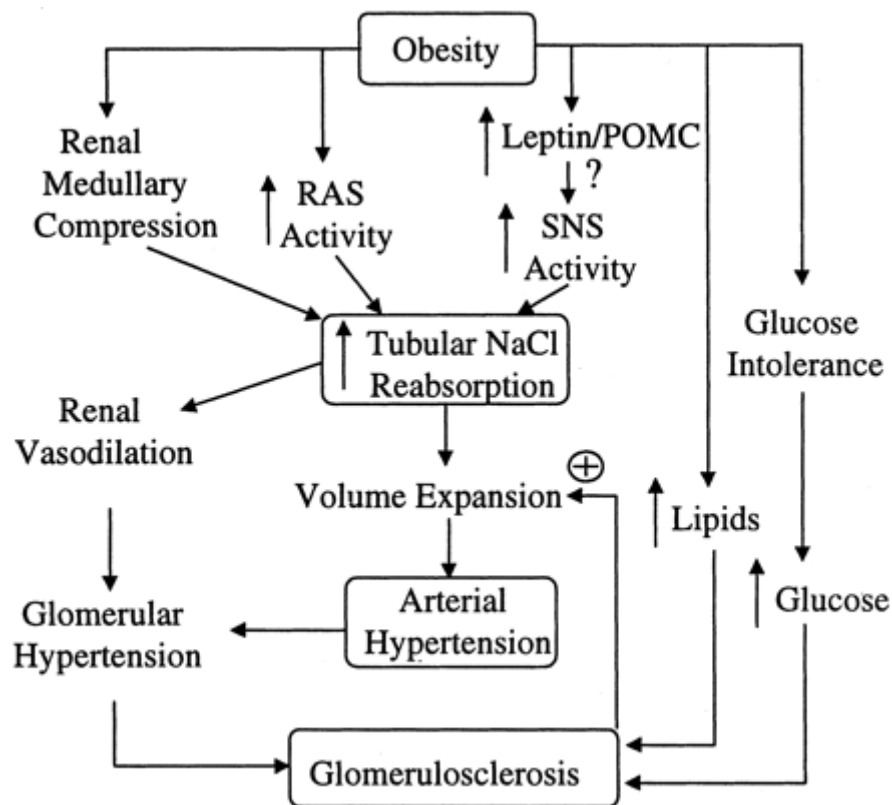 Obesity
Renal
Medullary
Compression
RAS
Activity
Leptin/POMC
?
SNS
Activity
Tubular NaCl
Reabsorption
Glucose
Intolerance
Renal
Vasodilation
Volume Expansion
+
Lipids
Glucose
Glomerular
Hypertension
Arterial
Hypertension
Glomerulosclerosis